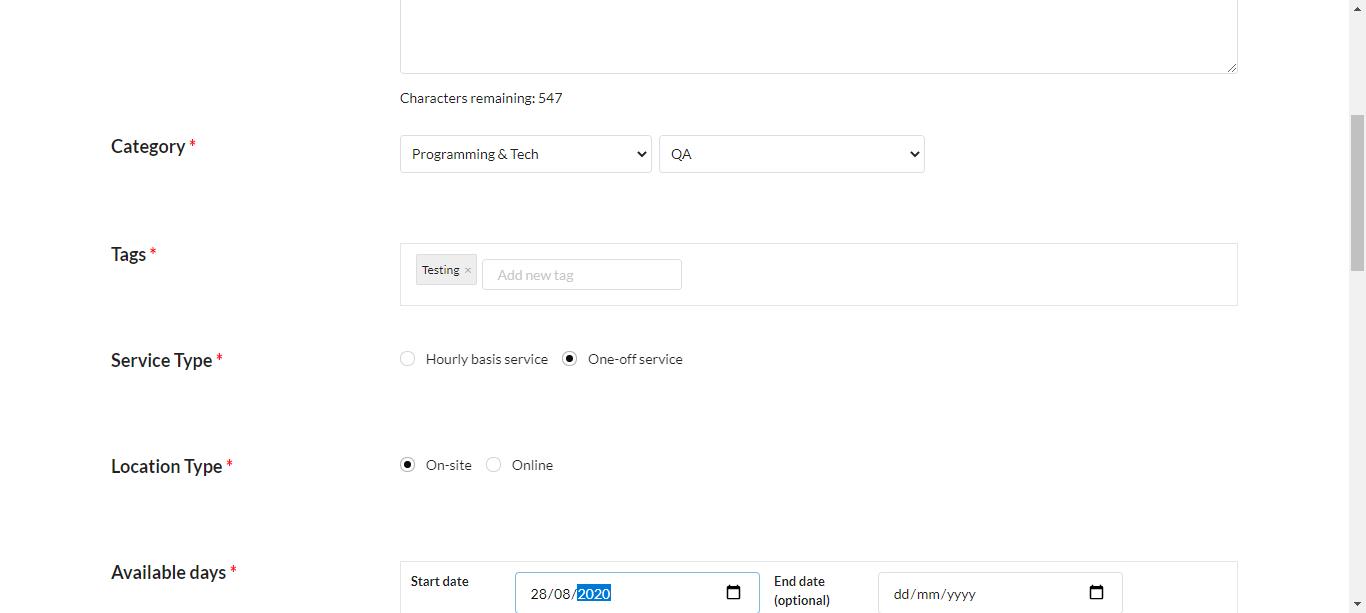 Characters remaining: 547
Category *
Programming & Tech
QA
Tags *
Testing ×
Add new tag
Service Type *
Hourly basis service
One-off service
Location Type *
On-site
Online
Available days *
Start date
28/08/2020
End date
(optional)
dd/mm/yyyy